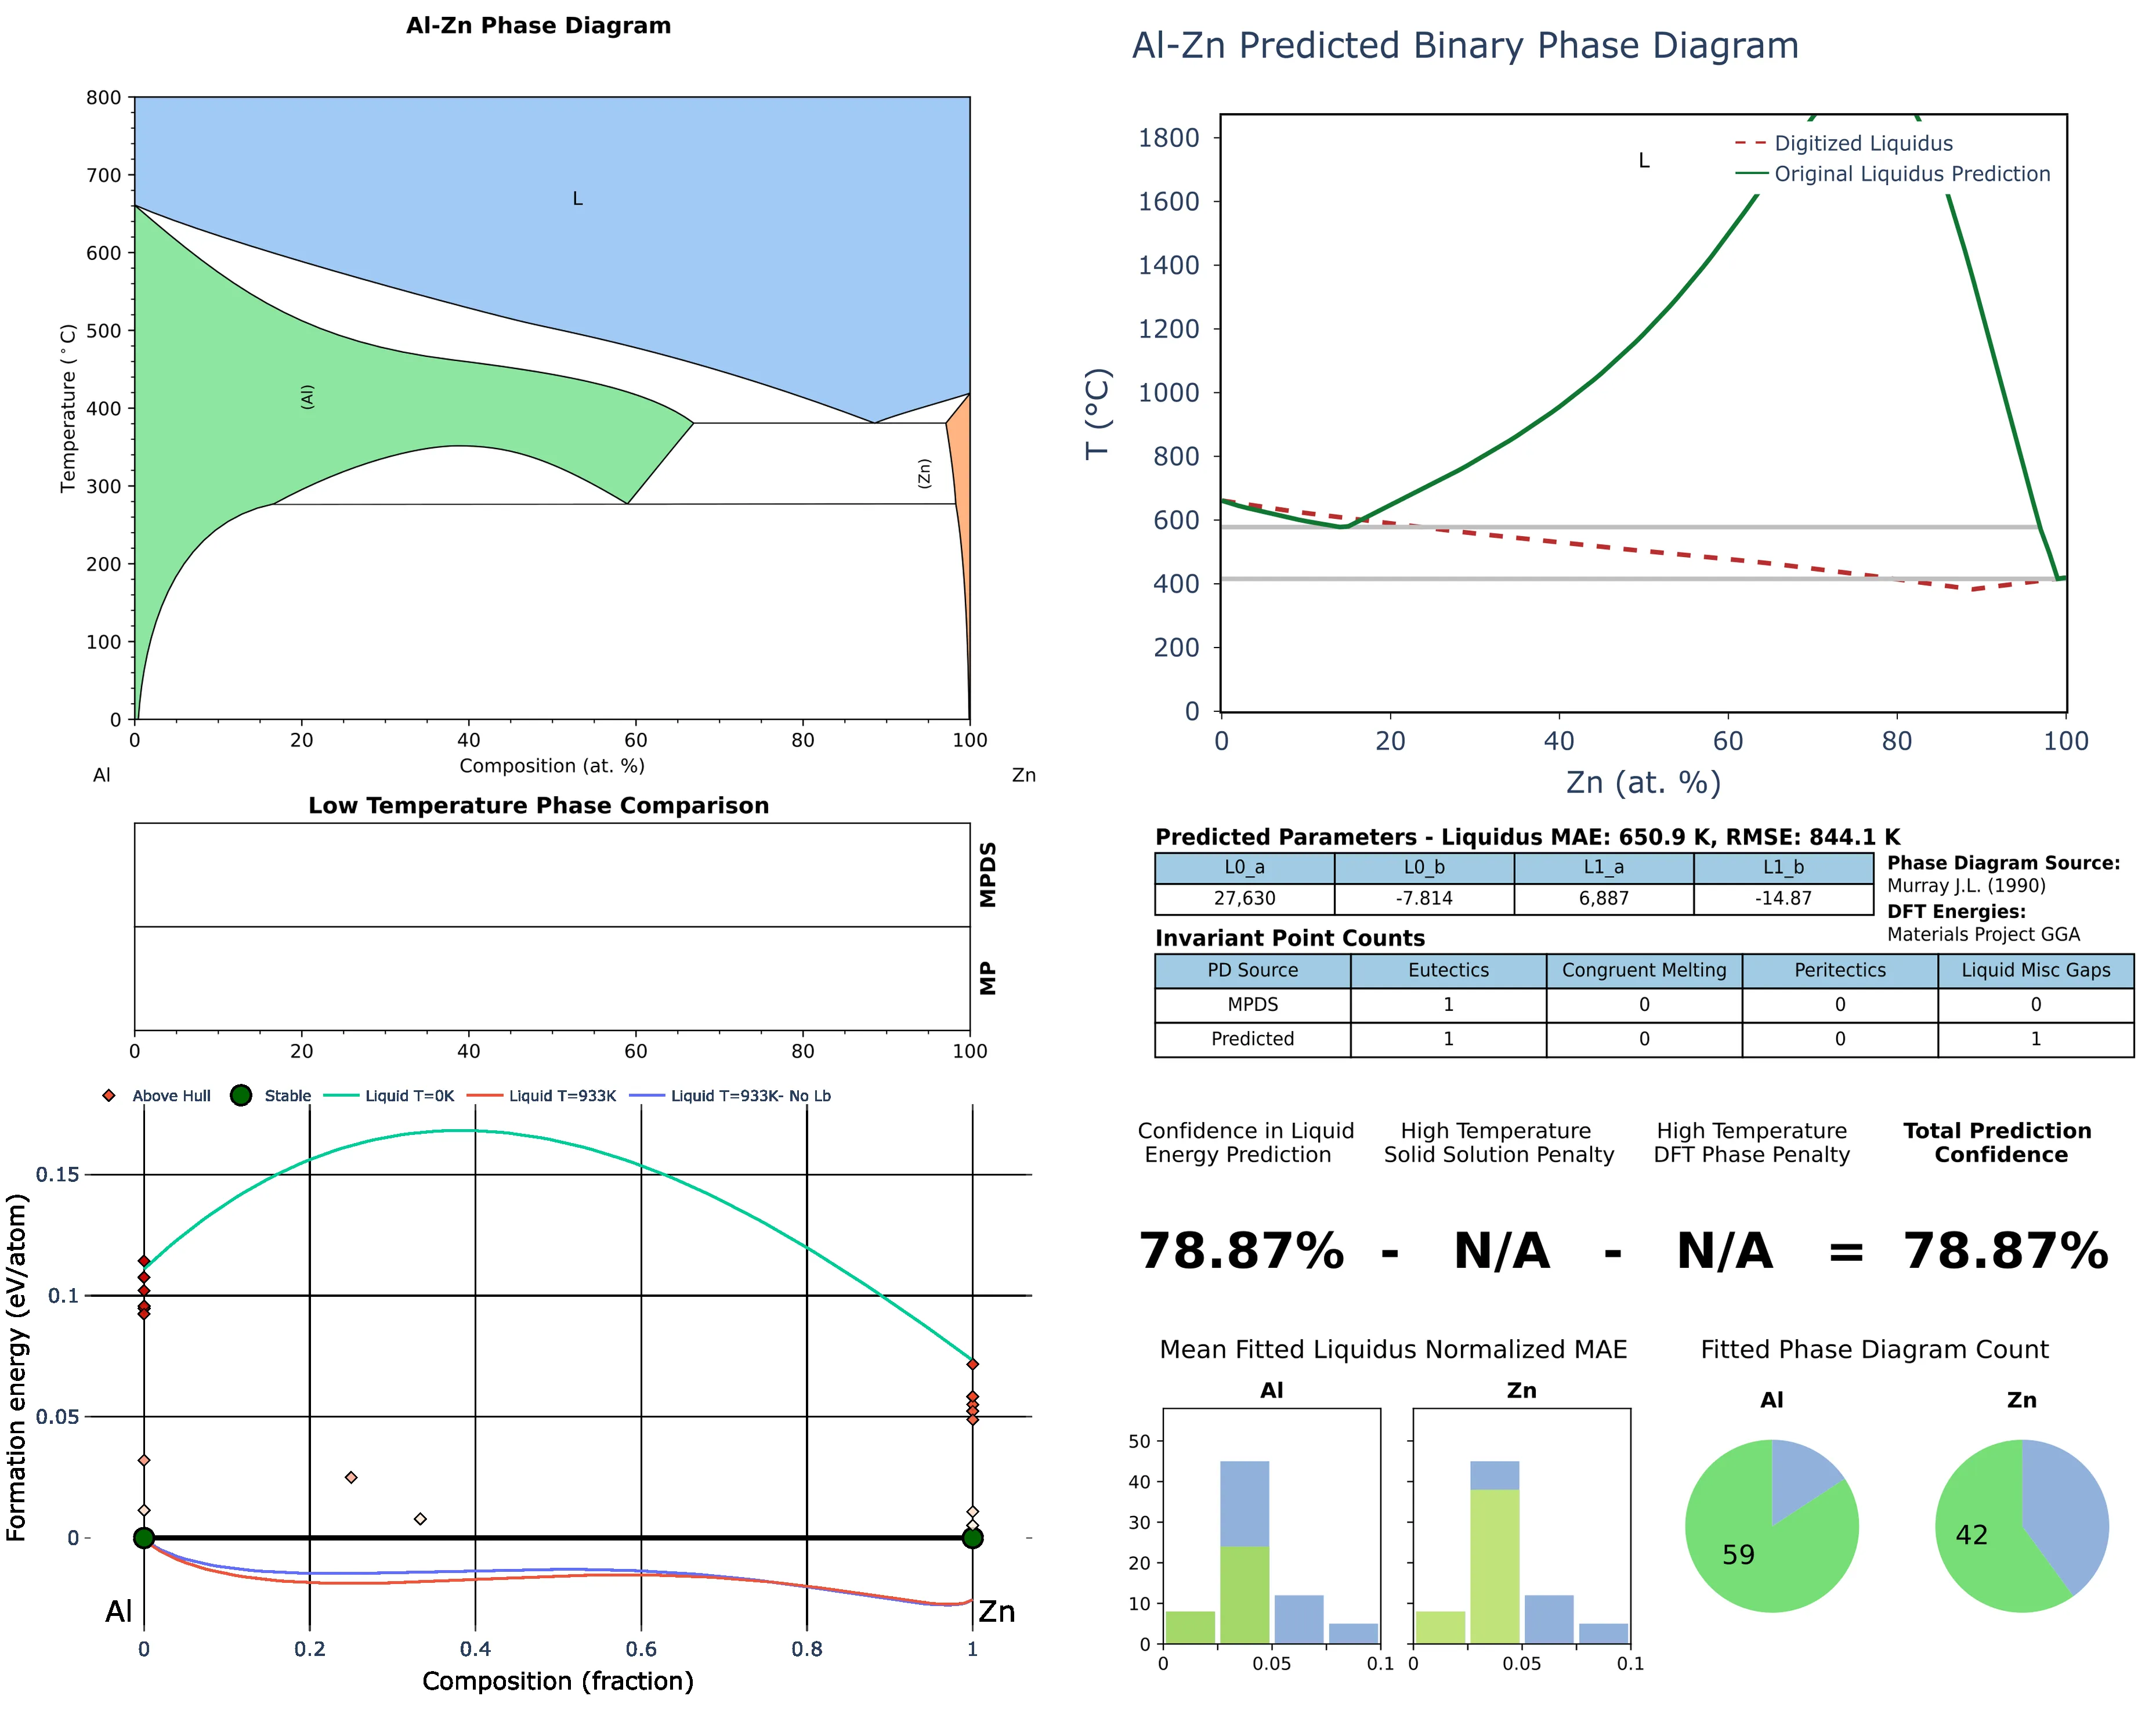 Al-Zn Phase Diagram
800
700
600
500
400
300
200
100
0
Temperature (°C)
L
(Al)
(Zn)
0 20 40 60 80 100
Composition (at. %)
Al Zn
Low Temperature Phase Comparison
MPDS
MP
0 20 40 60 80 100
Above Hull Stable Liquid T=0K Liquid T=933K Liquid T=933K- No Lb
0.15
0.1
0.05
0
Formation energy (eV/atom)
Al Zn
0 0.2 0.4 0.6 0.8 1
Composition (fraction)
Al-Zn Predicted Binary Phase Diagram
L
Digitized Liquidus
Original Liquidus Prediction
1800
1600
1400
1200
1000
800
600
400
200
0
T (°C)
0 20 40 60 80 100
Zn (at. %)
Predicted Parameters - Liquidus MAE: 650.9 K, RMSE: 844.1 K
L0_a L0_b L1_a L1_b
27,630 -7.814 6,887 -14.87
Phase Diagram Source:
Murray J.L. (1990)
DFT Energies:
Materials Project GGA
Invariant Point Counts
PD Source Eutectics Congruent Melting Peritectics Liquid Misc Gaps
MPDS 1 0 0 0
Predicted 1 0 0 1
Confidence in Liquid
Energy Prediction
High Temperature
Solid Solution Penalty
High Temperature
DFT Phase Penalty
Total Prediction
Confidence
78.87% - N/A - N/A = 78.87%
Mean Fitted Liquidus Normalized MAE
Al Zn
50
40
30
20
10
0
0 0.05 0.1 0 0.05 0.1
Fitted Phase Diagram Count
Al Zn
59 42